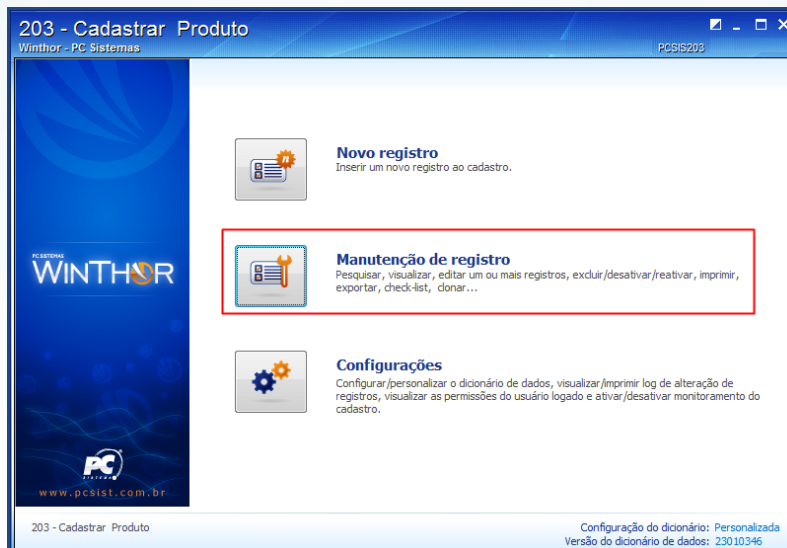 203 - Cadastrar Produto
Winthor - PC Sistemas
PCSIS203
Novo registro
Inserir um novo registro ao cadastro.
PC SISTEMAS
WINTHOR
Manutenção de registro
Pesquisar, visualizar, editar um ou mais registros, excluir/desativar/reativar, imprimir,
exportar, check-list, clonar...
Configurações
Configurar/personalizar o dicionário de dados, visualizar/imprimir log de alteração de
registros, visualizar as permissões do usuário logado e ativar/desativar monitoramento do
cadastro.
PC
SISTEMAS
www.pcsist.com.br
203 - Cadastrar Produto
Configuração do dicionário: Personalizada
Versão do dicionário de dados: 23010346